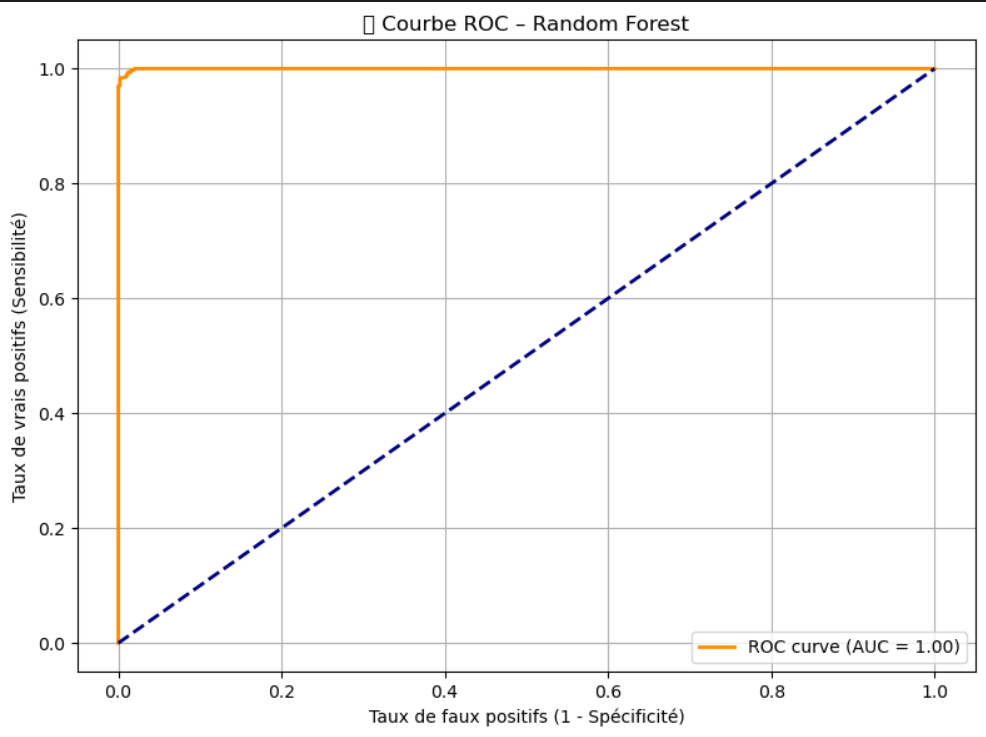 ▯ Courbe ROC – Random Forest
1.0
0.8
0.6
0.4
0.2
0.0
Taux de vrais positifs (Sensibilité)
ROC curve (AUC = 1.00)
0.0 0.2 0.4 0.6 0.8 1.0
Taux de faux positifs (1 - Spécificité)